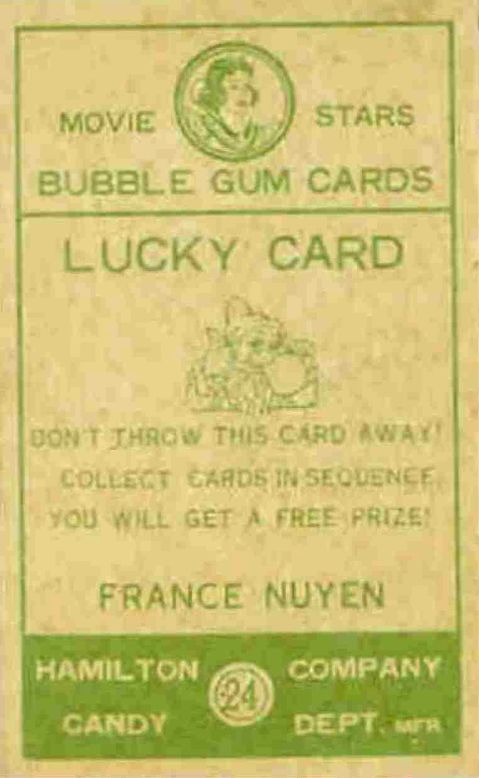 MOVIE STARS
BUBBLE GUM CARDS
LUCKY CARD
DON'T THROW THIS CARD AWAY!
COLLECT CARDS IN SEQUENCE
YOU WILL GET A FREE PRIZE!
FRANCE NUYEN
HAMILTON COMPANY
24
CANDY DEPT. MFR